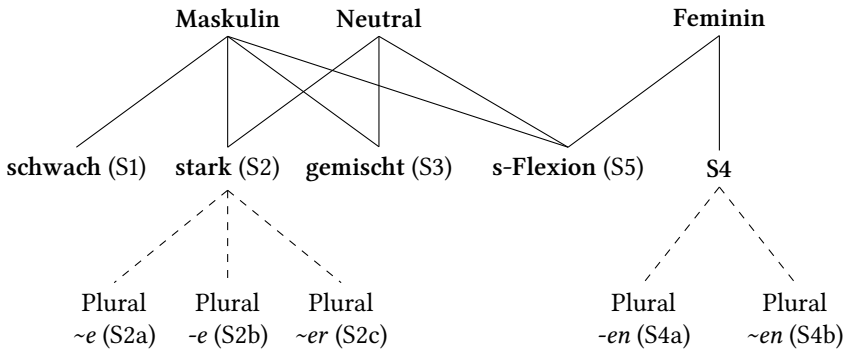 Maskulin Neutral Feminin
schwach (S1) stark (S2) gemischt (S3) s-Flexion (S5) S4
Plural Plural Plural Plural Plural
~e (S2a) -e (S2b) ~er (S2c) -en (S4a) ~en (S4b)